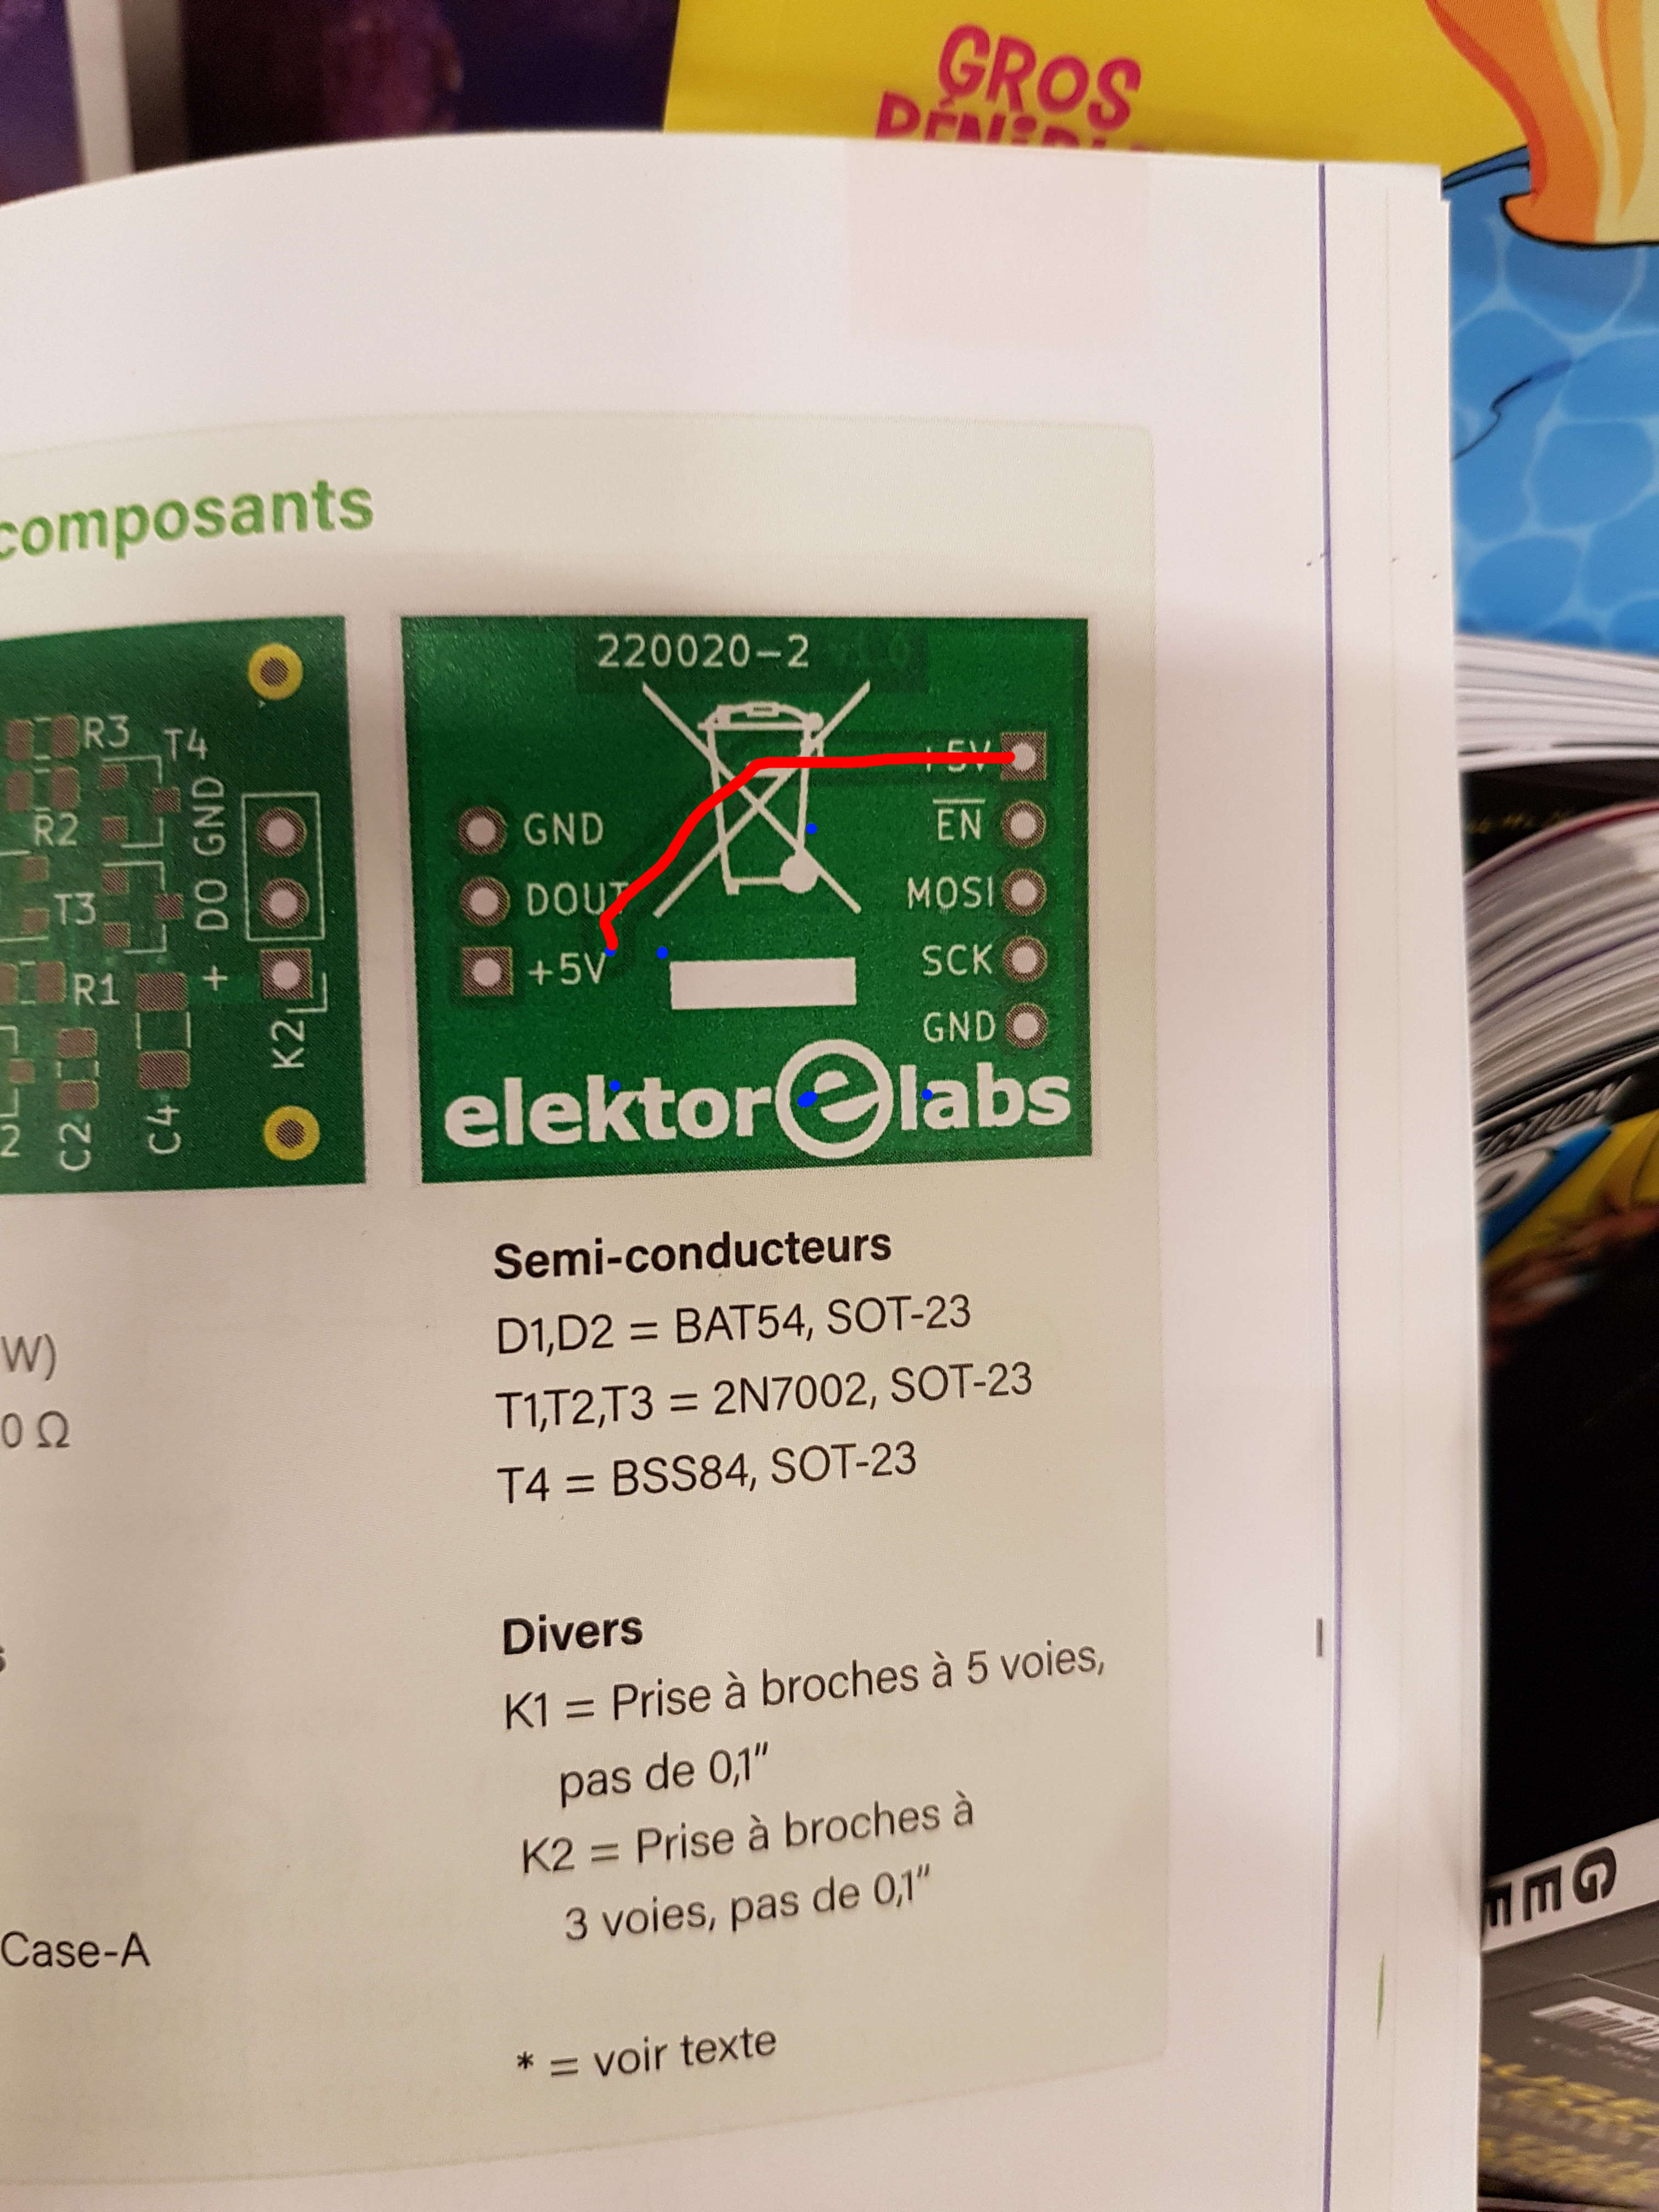 GROS
composants
220020-2
R3
T4
R2
T3
R1
C2
C4
DO GND
+
K2
2
+5V
GND
EN
DOUT
MOSI
+5V
SCK
GND
elektor e labs
Semi-conducteurs
D1,D2 = BAT54, SOT-23
T1,T2,T3 = 2N7002, SOT-23
T4 = BSS84, SOT-23
W)
0 Ω
Divers
K1 = Prise à broches à 5 voies,
pas de 0,1"
K2 = Prise à broches à
3 voies, pas de 0,1"
Case-A
* = voir texte